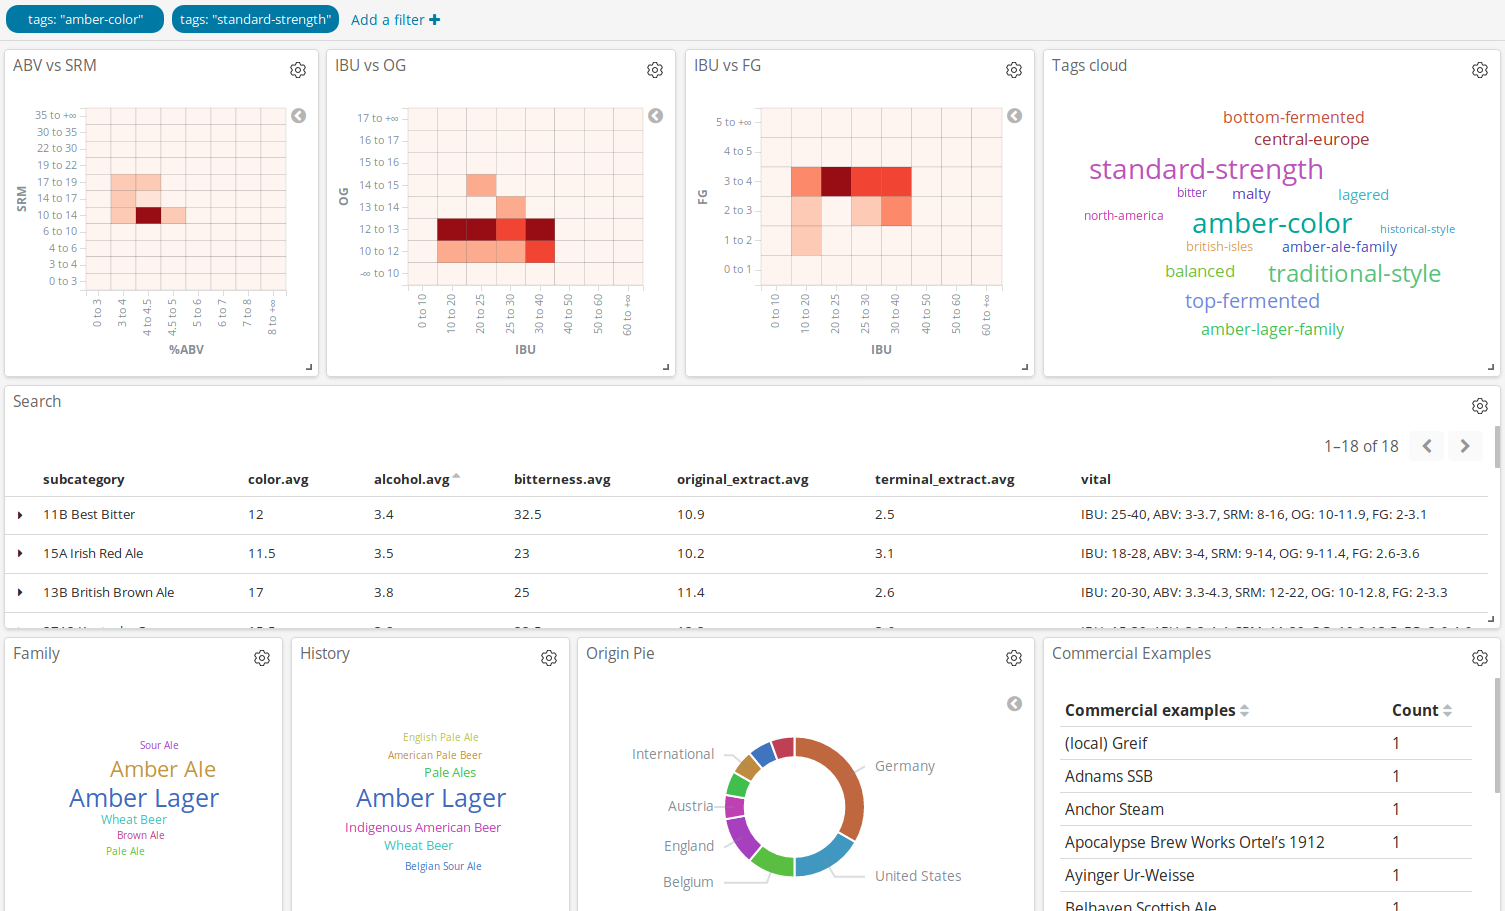 tags: "amber-color" tags: "standard-strength" Add a filter
ABV vs SRM
35 to +∞
30 to 35
22 to 30
19 to 22
17 to 19
14 to 17
10 to 14
6 to 10
4 to 6
3 to 4
0 to 3
SRM
0 to 3
3 to 4
4 to 4.5
4.5 to 5
5 to 6
6 to 7
7 to 8
8 to +∞
%ABV
IBU vs OG
17 to +∞
16 to 17
15 to 16
14 to 15
13 to 14
12 to 13
10 to 12
-∞ to 10
OG
0 to 10
10 to 20
20 to 25
25 to 30
30 to 40
40 to 50
50 to 60
60 to +∞
IBU
IBU vs FG
5 to +∞
4 to 5
3 to 4
2 to 3
1 to 2
0 to 1
FG
0 to 10
10 to 20
20 to 25
25 to 30
30 to 40
40 to 50
50 to 60
60 to +∞
IBU
Tags cloud
bottom-fermented
central-europe
standard-strength
bitter malty lagered
north-america amber-color historical-style
british-isles amber-ale-family
balanced traditional-style
top-fermented
amber-lager-family
Search
1–18 of 18
subcategory color.avg alcohol.avg bitterness.avg original_extract.avg terminal_extract.avg vital
11B Best Bitter 12 3.4 32.5 10.9 2.5 IBU: 25-40, ABV: 3-3.7, SRM: 8-16, OG: 10-11.9, FG: 2-3.1
15A Irish Red Ale 11.5 3.5 23 10.2 3.1 IBU: 18-28, ABV: 3-4, SRM: 9-14, OG: 9-11.4, FG: 2.6-3.6
13B British Brown Ale 17 3.8 25 11.4 2.6 IBU: 20-30, ABV: 3.3-4.3, SRM: 12-22, OG: 10-12.8, FG: 2-3.3
Family
Sour Ale
Amber Ale
Amber Lager
Wheat Beer
Brown Ale
Pale Ale
History
English Pale Ale
American Pale Beer
Pale Ales
Amber Lager
Indigenous American Beer
Wheat Beer
Belgian Sour Ale
Origin Pie
International
Germany
Austria
England
Belgium
United States
Commercial Examples
Commercial examples Count
(local) Greif 1
Adnams SSB 1
Anchor Steam 1
Apocalypse Brew Works Ortel’s 1912 1
Ayinger Ur-Weisse 1
Belhaven Scottish Ale 1